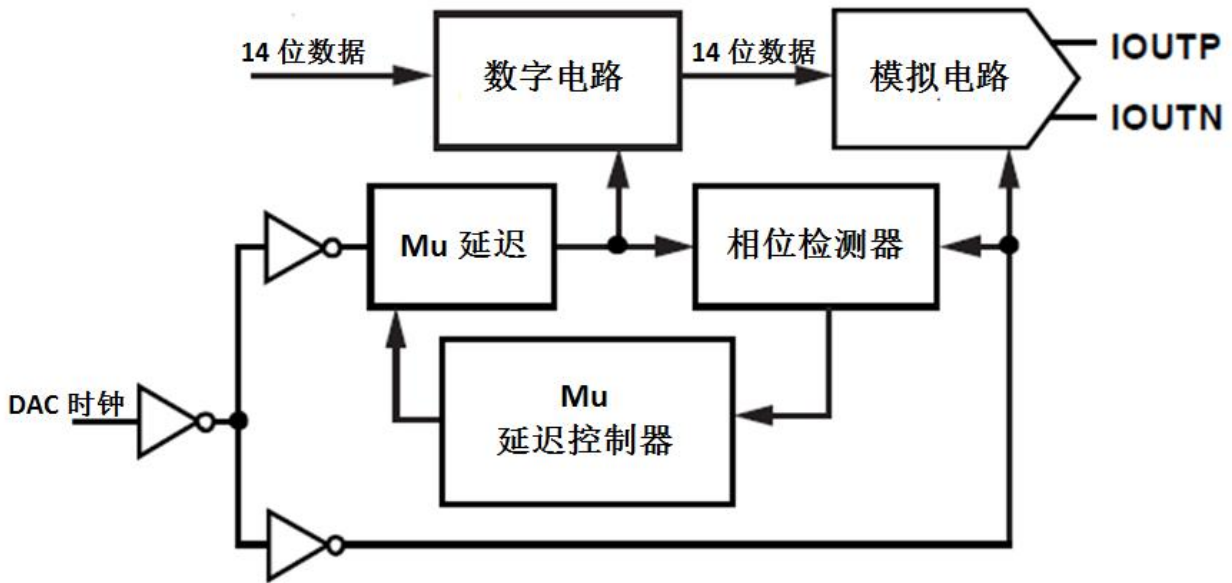 14 位数据
数字电路
14 位数据
模拟电路
IOUTP
IOUTN
Mu 延迟
相位检测器
DAC 时钟
Mu
延迟控制器